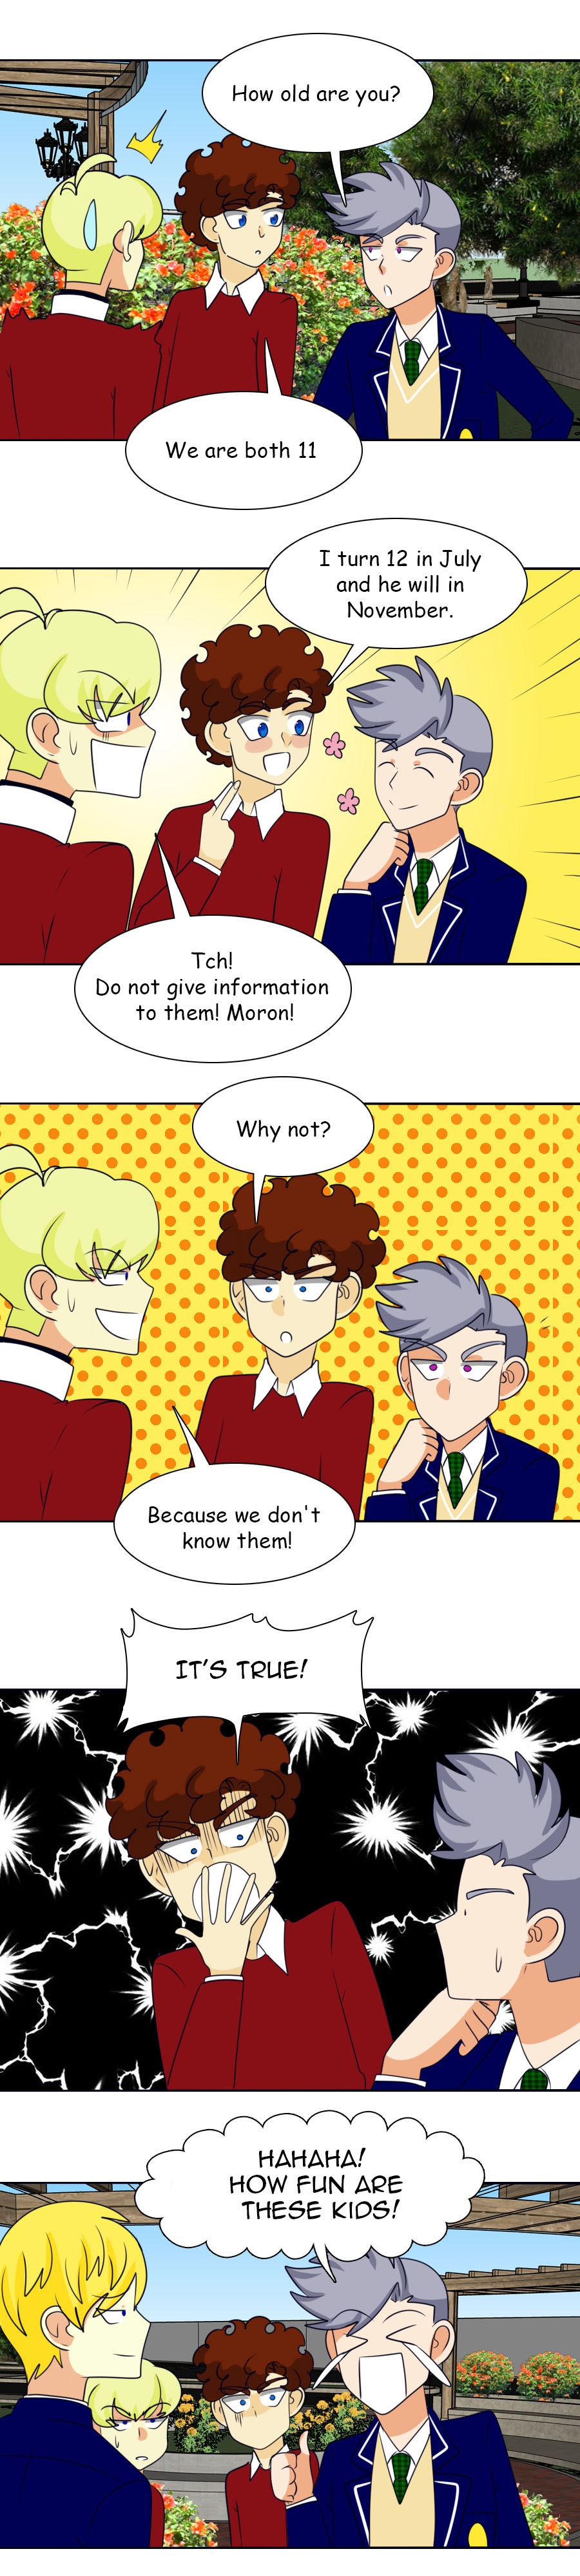 How old are you?
We are both 11
I turn 12 in July
and he will in
November.
Tch!
Do not give information
to them! Moron!
Why not?
Because we don't
know them!
IT'S TRUE!
HAHAHA!
HOW FUN ARE
THESE KIDS!